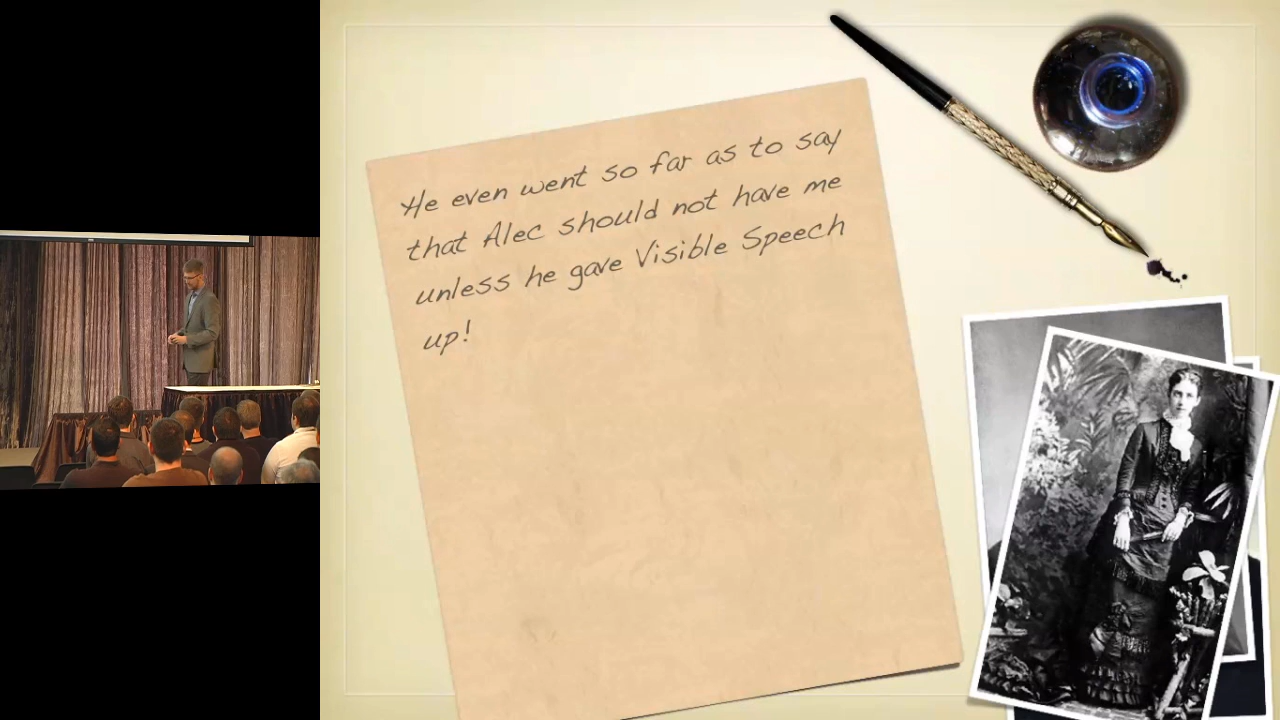 He even went so far as to say
that Alec should not have me
unless he gave Visible Speech
up!